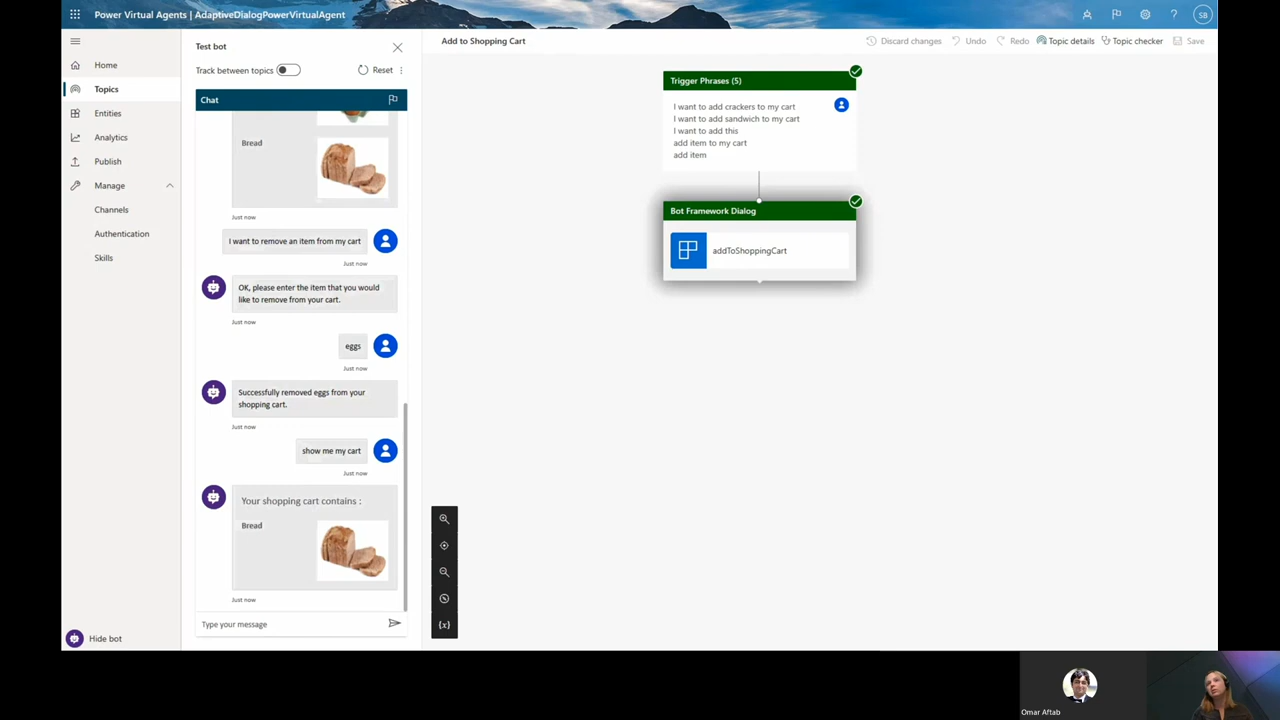 Power Virtual Agents | AdaptiveDialogPowerVirtualAgent
?
SB
Home
Topics
Entities
Analytics
Publish
Manage
Channels
Authentication
Skills
Hide bot
Test bot
Track between topics
Reset
Chat
Bread
Just now
I want to remove an item from my cart
Just now
OK, please enter the item that you would
like to remove from your cart.
Just now
eggs
Just now
Successfully removed eggs from your
shopping cart.
Just now
show me my cart
Just now
Your shopping cart contains :
Bread
Just now
Type your message
Add to Shopping Cart
Discard changes
Undo
Redo
Topic details
Topic checker
Save
Trigger Phrases (5)
I want to add crackers to my cart
I want to add sandwich to my cart
I want to add this
add item to my cart
add item
Bot Framework Dialog
addToShoppingCart
{x}
Omar Aftab